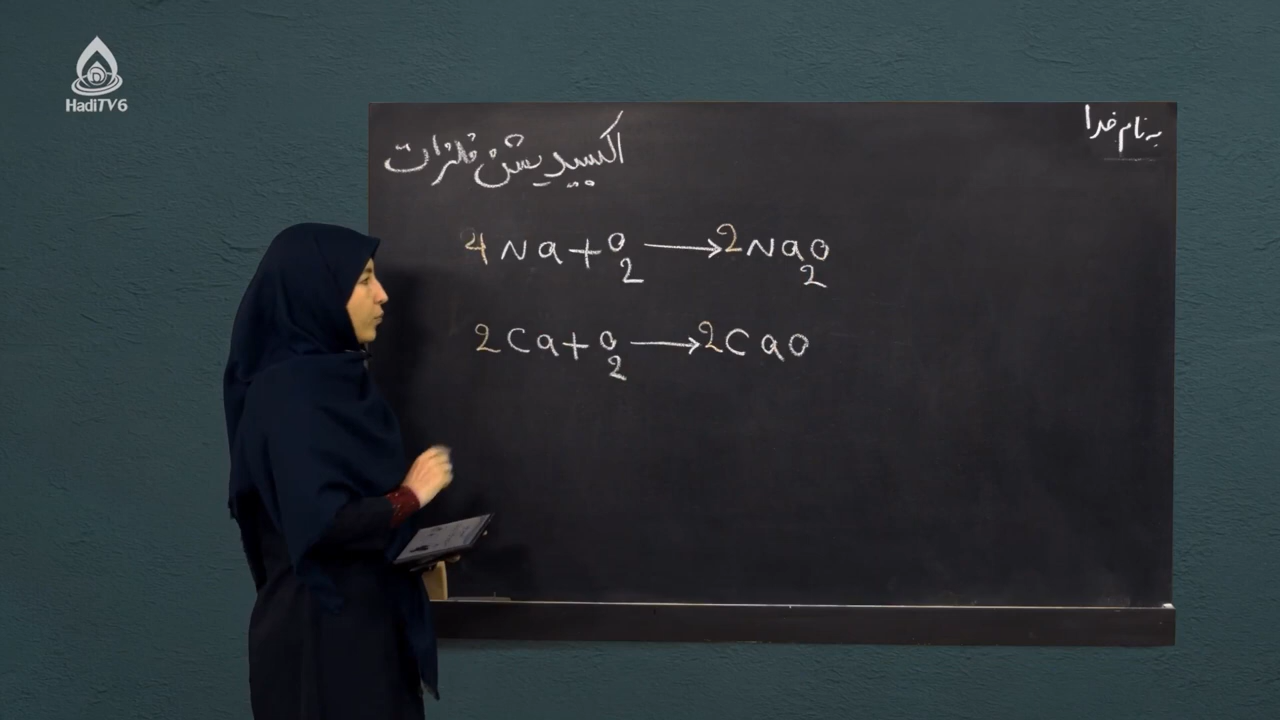 HadiTV6
به نام خدا
اکسیدیشن فلزات
4Na + O₂ → 2Na₂O
2Ca + O₂ → 2CaO